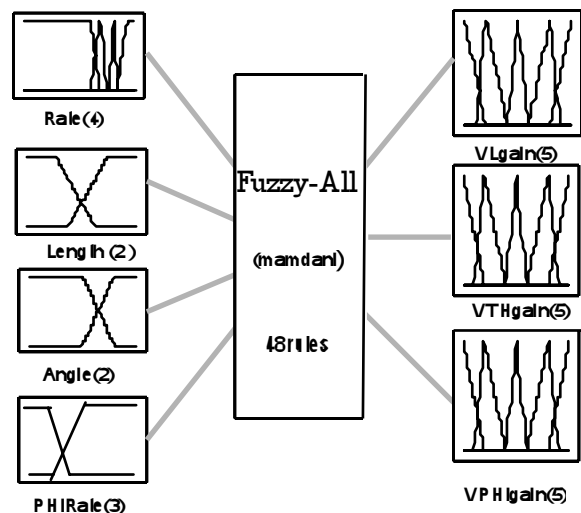 Rate(4)
Length (2)
Angle(2)
PHIRate(3)
Fuzzy-All
(mamdani)
48rules
VLgain(5)
VTHgain(5)
VPHIgain(5)